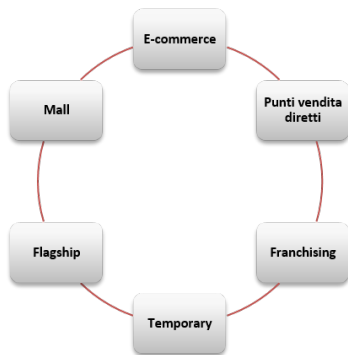 E-commerce
Punti vendita
diretti
Franchising
Temporary
Flagship
Mall